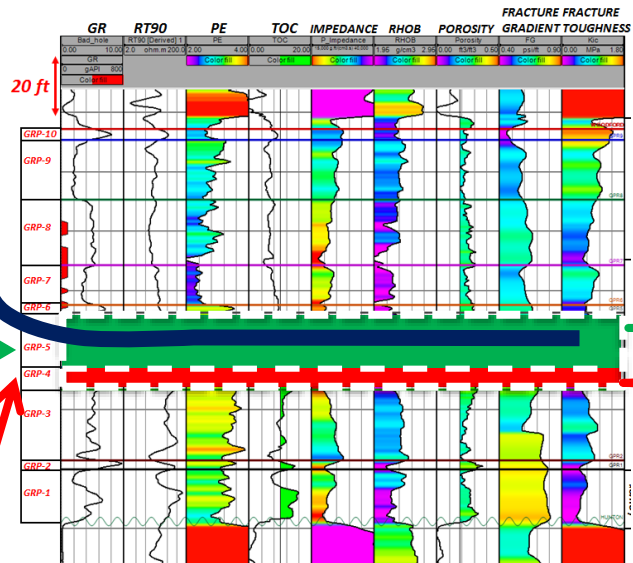 FRACTURE FRACTURE
GR RT90 PE TOC IMPEDANCE RHOB POROSITY GRADIENT TOUGHNESS
Bad_hole RT90 [Derived] 1 PE TOC P_Impedance RHOB Porosity FG Kic
0.00 10.00 2.0 ohm.m 200.0 2.00 4.00 0.00 20.00 1.95 g/cm3 2.95 0.00 ft3/ft3 0.50 0.40 psi/ft 0.90 0.00 MPa 1.80
GR Color fill Color fill Color fill Color fill Color fill Color fill Color fill
0 gAPI 800
Color fill
20 ft
GRP-10
GRP-9
GRP-8
GRP-7
GRP-6
GRP-5
GRP-4
GRP-3
GRP-2
GRP-1
GPR2
GPR1
HUNTON